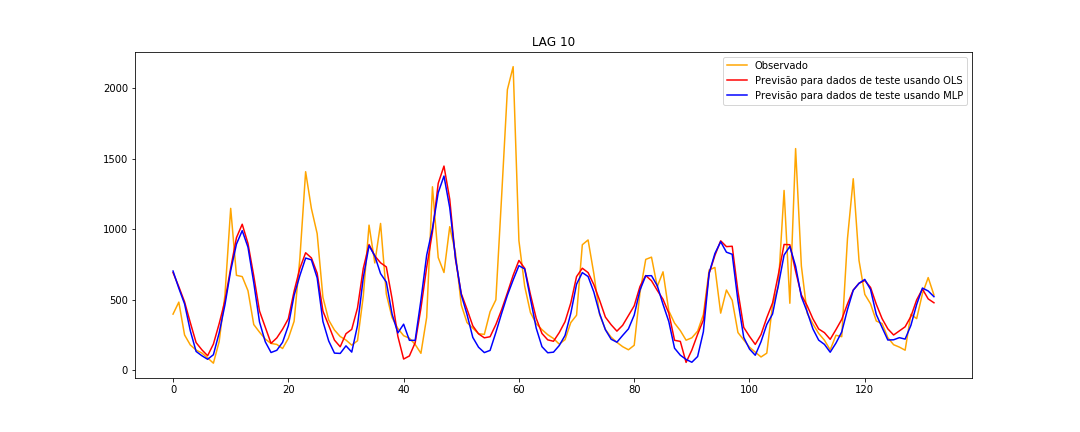 LAG 10
Observado
Previsão para dados de teste usando OLS
Previsão para dados de teste usando MLP
2000
1500
1000
500
0
0 20 40 60 80 100 120